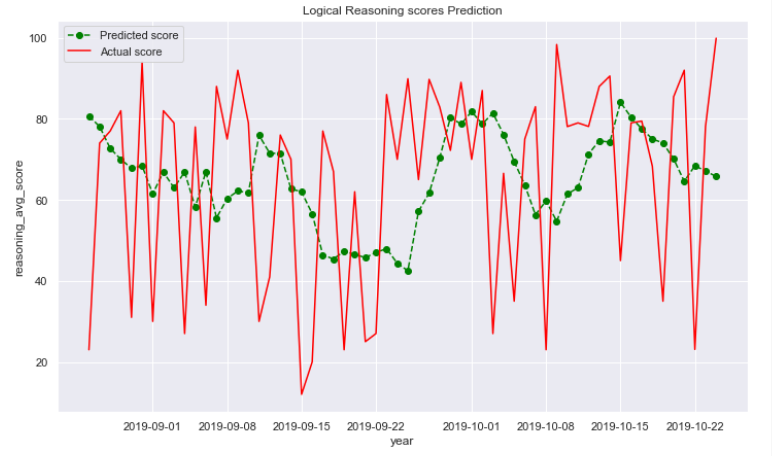 Logical Reasoning scores Prediction
Predicted score
Actual score
100
80
60
40
20
reasoning_avg_score
2019-09-01 2019-09-08 2019-09-15 2019-09-22 2019-10-01 2019-10-08 2019-10-15 2019-10-22
year